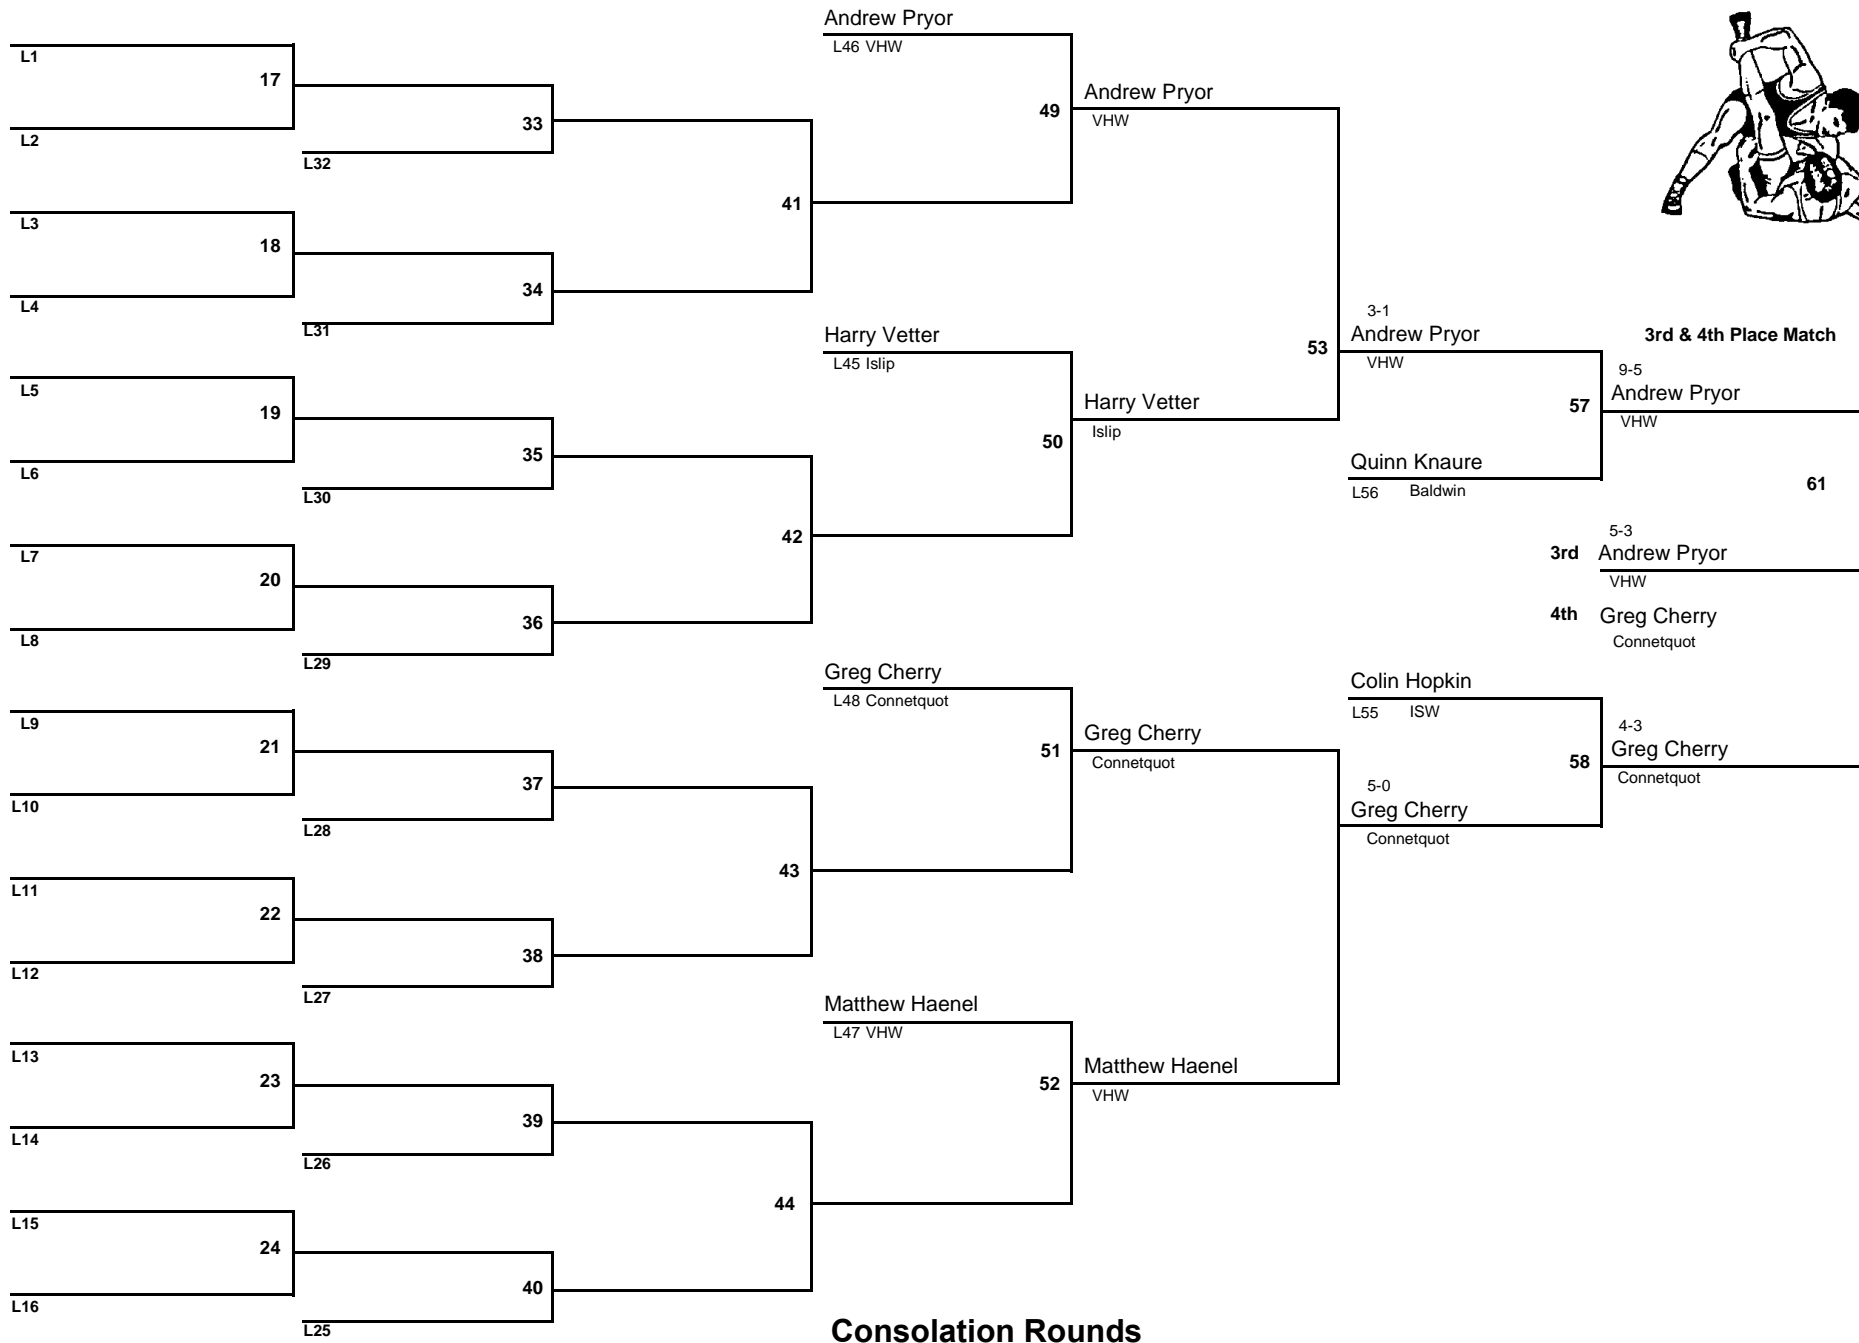 L1
17
L2
33
L32
L3
18
L4
34
L31
41
L5
19
L6
35
L30
L7
20
L8
36
L29
42
L9
21
L10
37
L28
L11
22
L12
38
L27
43
L13
23
L14
39
L26
L15
24
L16
40
L25
44
Andrew Pryor
L46 VHW
49
Harry Vetter
L45 Islip
50
Greg Cherry
L48 Connetquot
51
Matthew Haenel
L47 VHW
52
Andrew Pryor
VHW
Harry Vetter
Islip
53
Greg Cherry
Connetquot
Matthew Haenel
VHW
3-1
Andrew Pryor
VHW
57
Quinn Knaure
L56 Baldwin
Colin Hopkin
L55 ISW
58
5-0
Greg Cherry
Connetquot
3rd & 4th Place Match
9-5
Andrew Pryor
VHW
61
5-3
3rd Andrew Pryor
VHW
4th Greg Cherry
Connetquot
4-3
Greg Cherry
Connetquot
Consolation Rounds